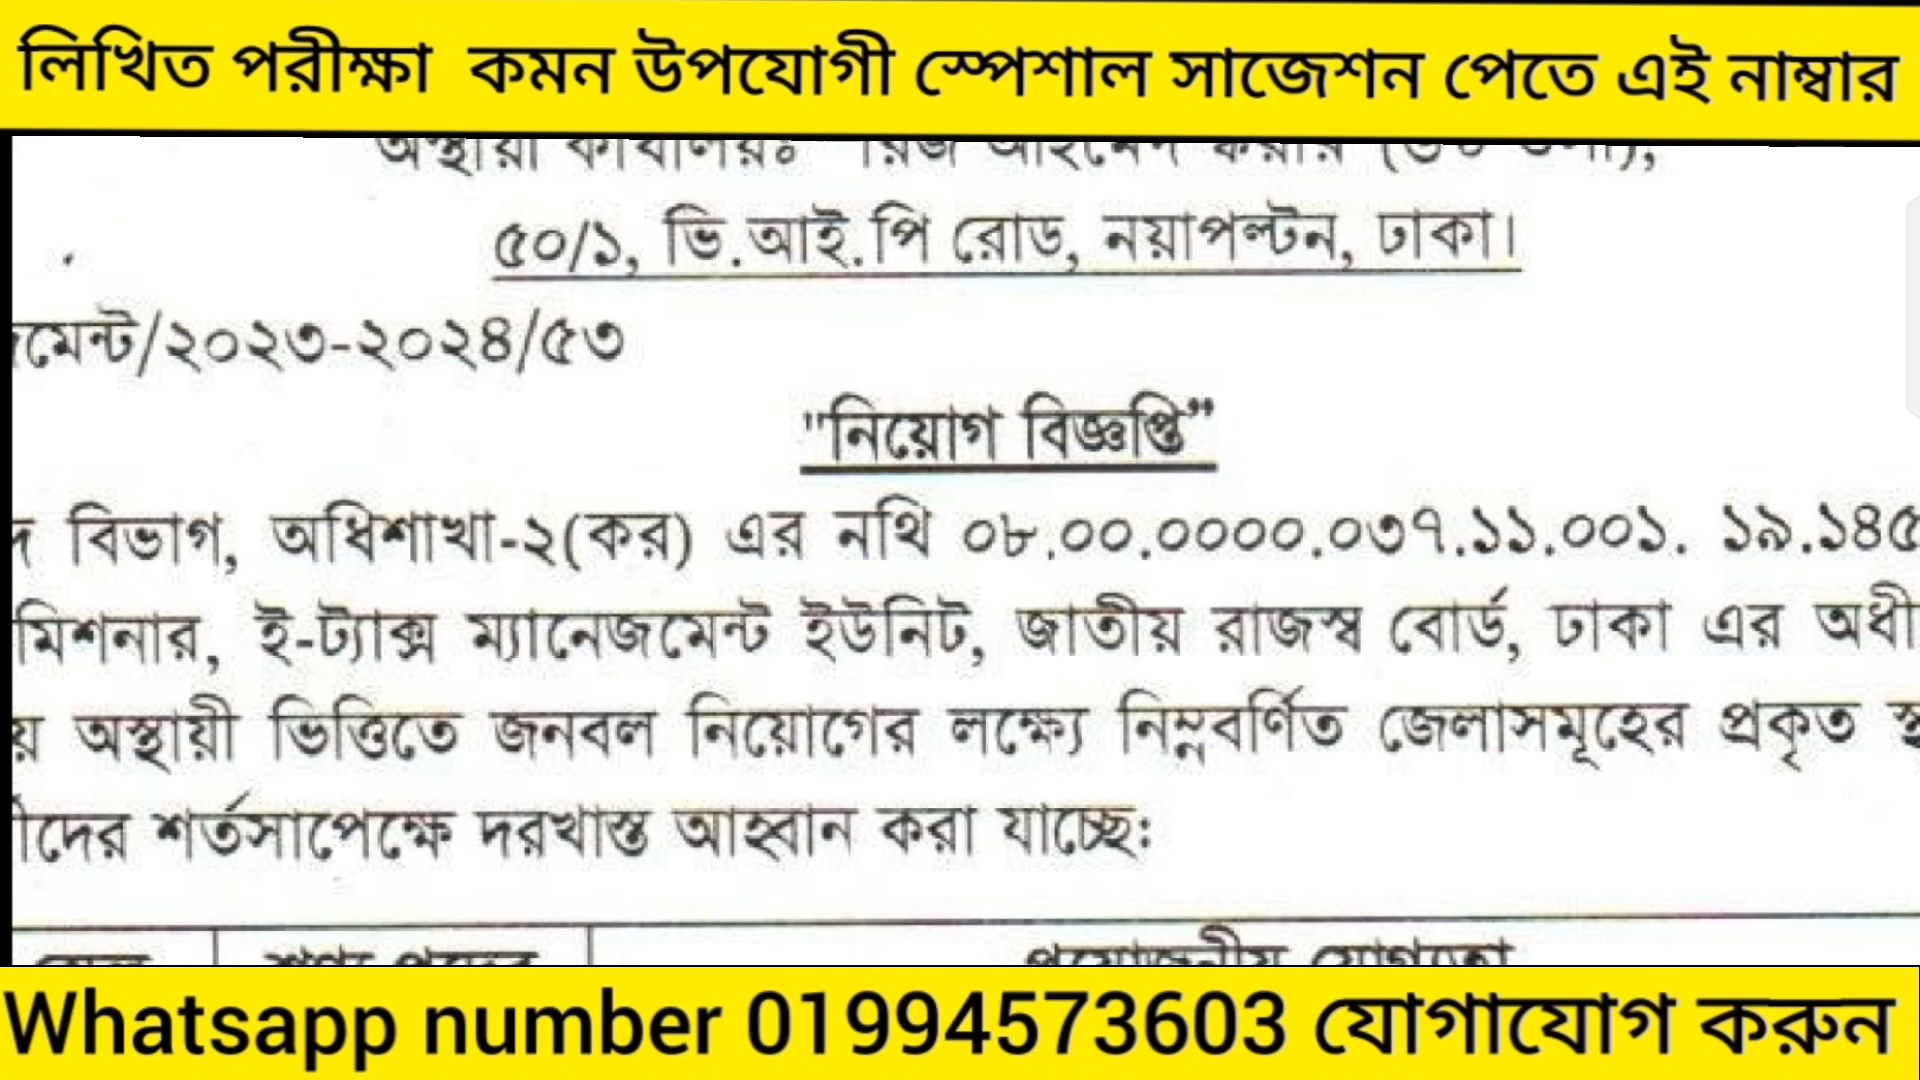 লিখিত পরীক্ষা কমন উপযোগী স্পেশাল সাজেশন পেতে এই নাম্বার
৫০/১, ভি.আই.পি রোড, নয়াপল্টন, ঢাকা।
মেন্ট/২০২৩-২০২৪/৫৩
"নিয়োগ বিজ্ঞপ্তি”
বিভাগ, অধিশাখা-২(কর) এর নথি ০৮.০০.০০০০.০৩৭.১১.০০১. ১৯.১৪৫
মিশনার, ই-ট্যাক্স ম্যানেজমেন্ট ইউনিট, জাতীয় রাজস্ব বোর্ড, ঢাকা এর অধী
য় অস্থায়ী ভিত্তিতে জনবল নিয়োগের লক্ষ্যে নিম্নবর্ণিত জেলাসমূহের প্রকৃত স্থ
দের শর্তসাপেক্ষে দরখাস্ত আহ্বান করা যাচ্ছেঃ
Whatsapp number 01994573603 যোগাযোগ করুন